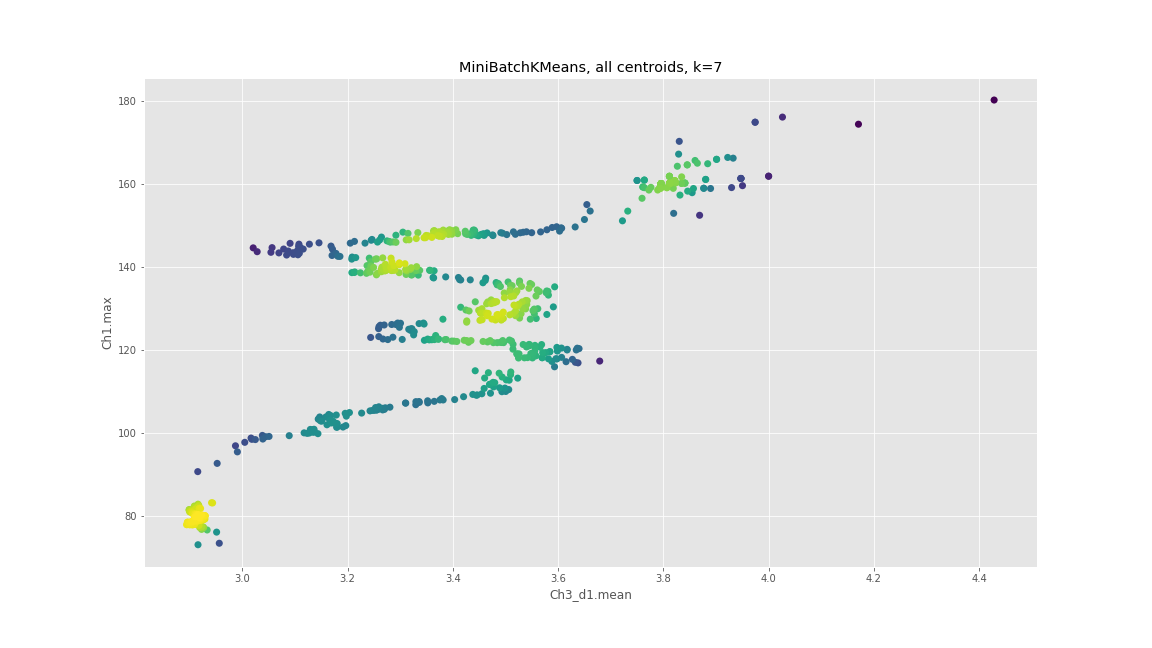 MiniBatchKMeans, all centroids, k=7
180
160
140
120
100
80
Ch1.max
3.0 3.2 3.4 3.6 3.8 4.0 4.2 4.4
Ch3_d1.mean